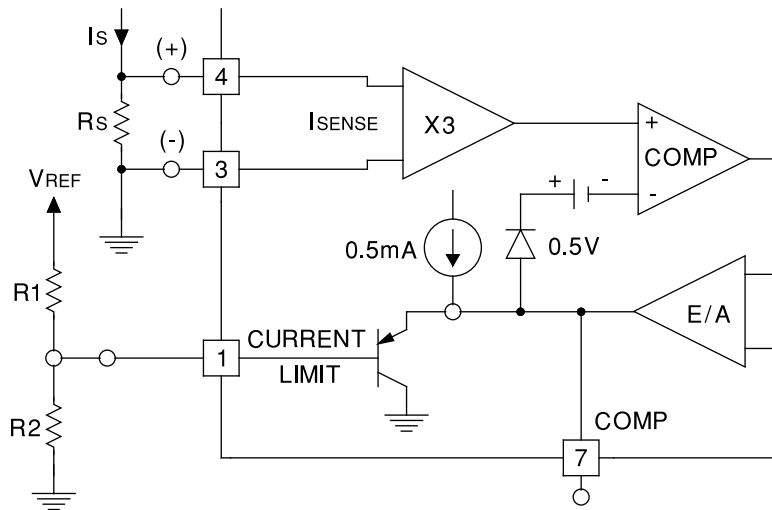 IS
(+)
4
ISENSE
X3
RS
(-)
3
+
COMP
-
VREF
+
-
0.5mA
0.5V
R1
E/A
1
CURRENT
LIMIT
R2
COMP
7